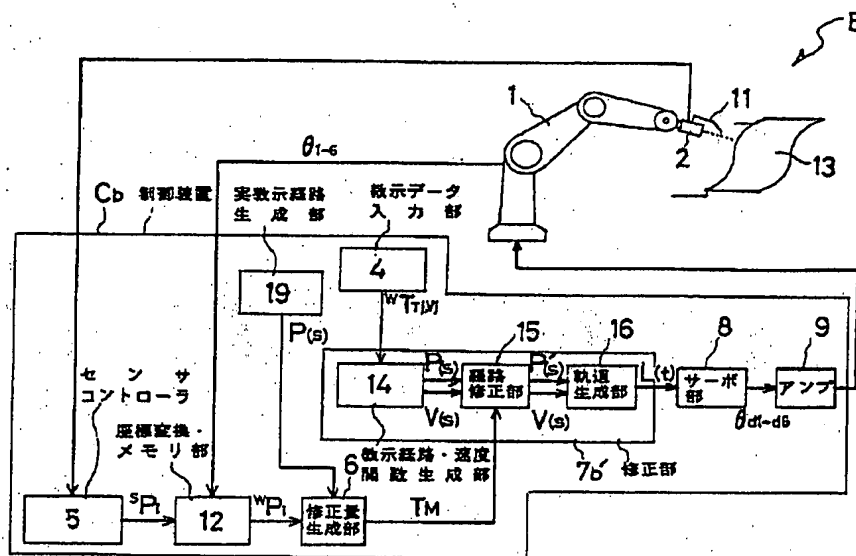 B
1
11
2
13
θ1-6
Cb 制御装置
実教示経路
生成部
教示データ
入力部
19
4
WTTj,Vj
P(s)
15
16
8
9
14
P(s)
V(s)
経路
修正部
P'(s)
V(s)
軌道
生成部
L(t)
サーボ
部
θd1~d6
アンプ
センサ
コントローラ
座標変換・
メモリ部
教示経路・速度
関数生成部
7b'
修正部
6
5
SPi
12
WPi
修正量
生成部
TM